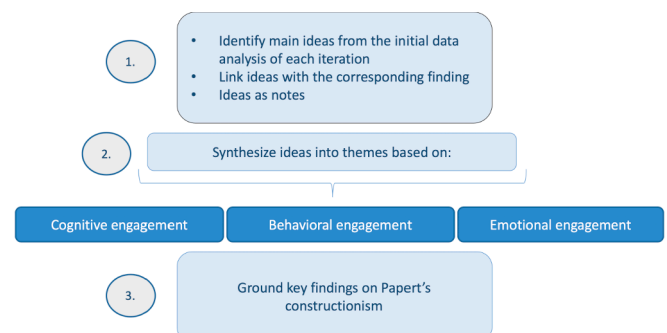 1.
• Identify main ideas from the initial data
analysis of each iteration
• Link ideas with the corresponding finding
• Ideas as notes
2.
Synthesize ideas into themes based on:
Cognitive engagement
Behavioral engagement
Emotional engagement
3.
Ground key findings on Papert’s
constructionism